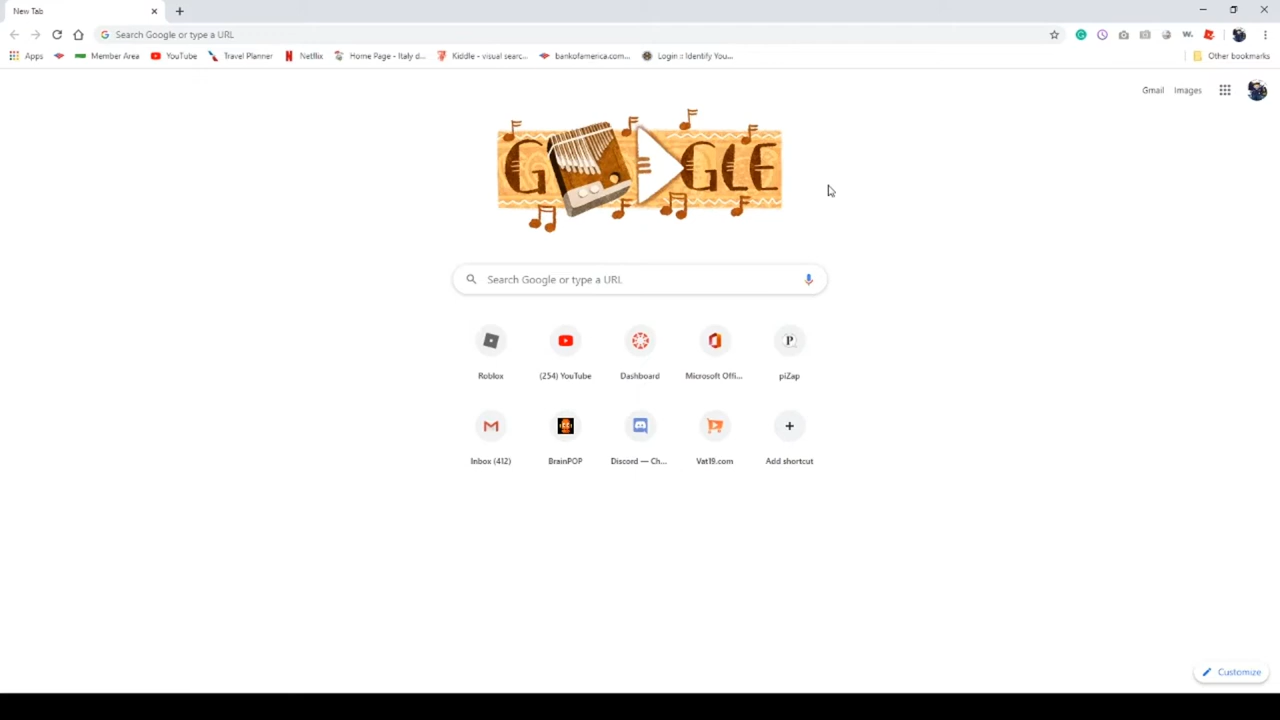 New Tab
Search Google or type a URL
Apps Member Area YouTube Travel Planner Netflix Home Page - Italy d... Kiddle - visual searc... bankofamerica.com... Login :: Identify You... Other bookmarks
Gmail Images
G GLE
Search Google or type a URL
Roblox (254) YouTube Dashboard Microsoft Offi... piZap
Inbox (412) BrainPOP Discord — Ch... Vat19.com Add shortcut
Customize